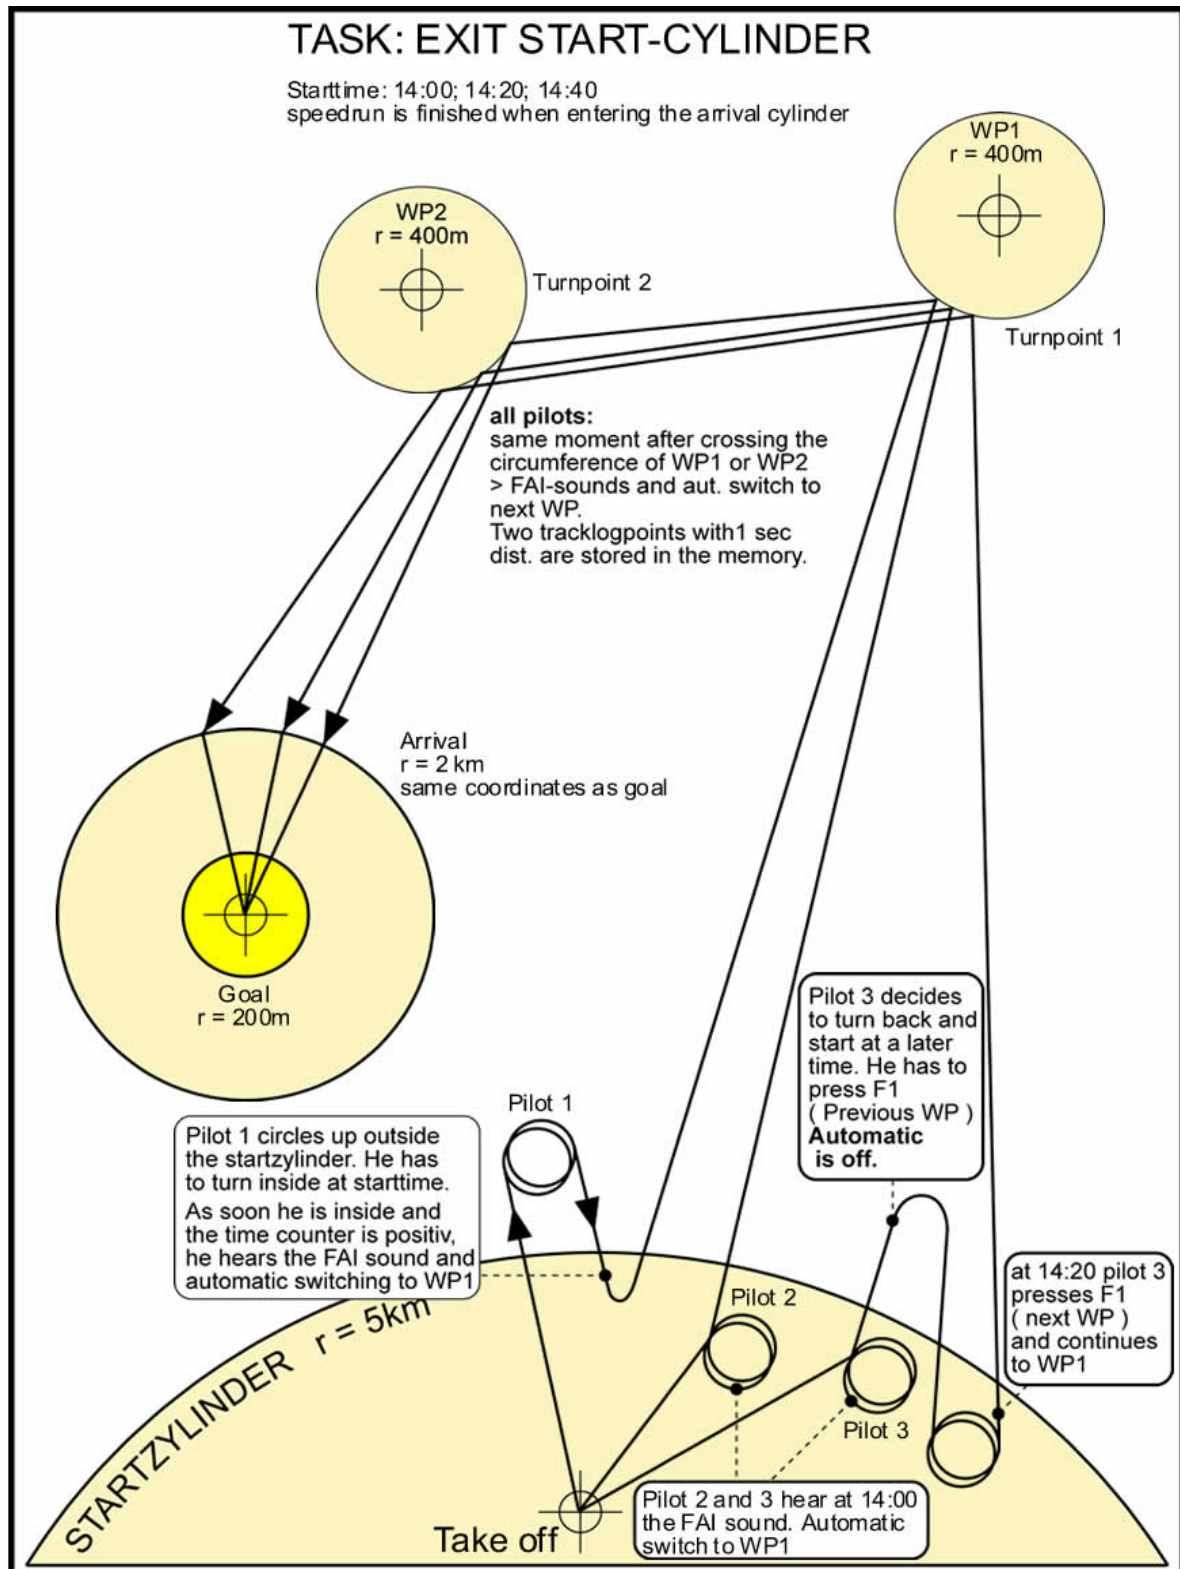 TASK: EXIT START-CYLINDER
Starttime: 14:00; 14:20; 14:40
speedrun is finished when entering the arrival cylinder
WP1
r = 400m
WP2
r = 400m
Turnpoint 2
Turnpoint 1
all pilots:
same moment after crossing the
circumference of WP1 or WP2
> FAI-sounds and aut. switch to
next WP.
Two tracklogpoints with1 sec
dist. are stored in the memory.
Arrival
r = 2 km
same coordinates as goal
Goal
r = 200m
Pilot 3 decides
to turn back and
start at a later
time. He has to
press F1
( Previous WP )
Automatic
is off.
Pilot 1
Pilot 1 circles up outside
the startzylinder. He has
to turn inside at starttime.
As soon he is inside and
the time counter is positiv,
he hears the FAI sound and
automatic switching to WP1
at 14:20 pilot 3
presses F1
( next WP )
and continues
to WP1
Pilot 2
Pilot 3
STARTZYLINDER r = 5km
Pilot 2 and 3 hear at 14:00
the FAI sound. Automatic
switch to WP1
Take off